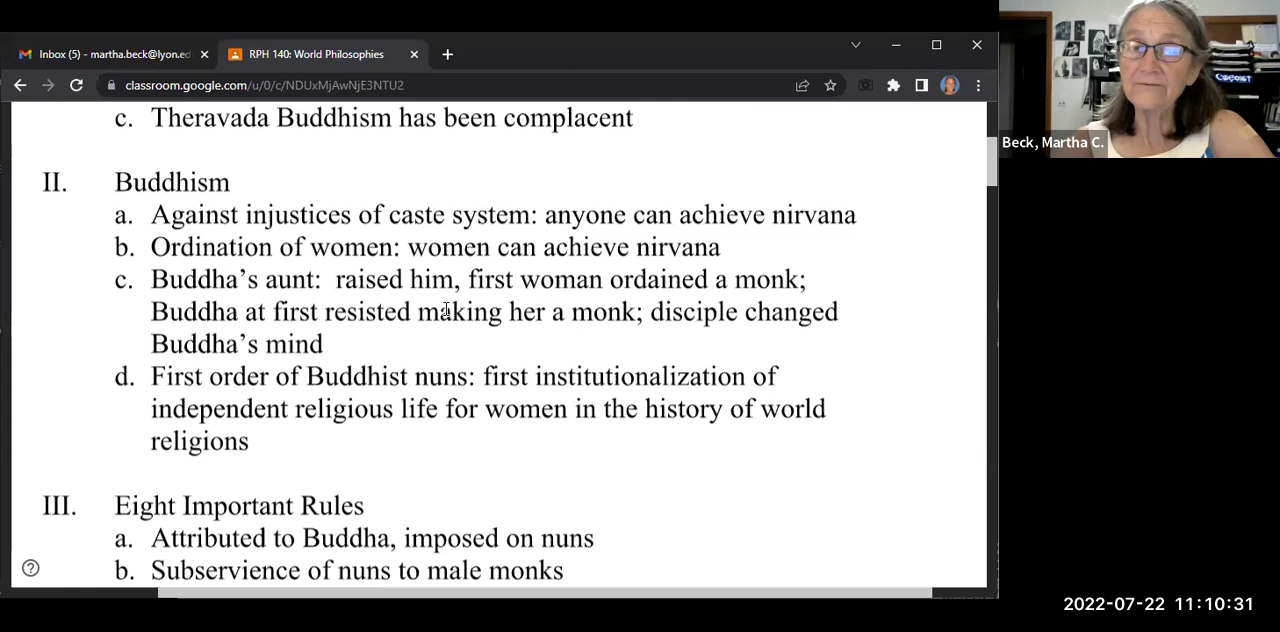 Inbox (5) - martha.beck@lyon.ed
RPH 140: World Philosophies
classroom.google.com/u/0/c/NDUxMjAwNjE3NTU2
c. Theravada Buddhism has been complacent
II. Buddhism
a. Against injustices of caste system: anyone can achieve nirvana
b. Ordination of women: women can achieve nirvana
c. Buddha's aunt:  raised him, first woman ordained a monk;
Buddha at first resisted making her a monk; disciple changed
Buddha's mind
d. First order of Buddhist nuns: first institutionalization of
independent religious life for women in the history of world
religions
III. Eight Important Rules
a. Attributed to Buddha, imposed on nuns
b. Subservience of nuns to male monks
Beck, Martha C.
2022-07-22 11:10:31